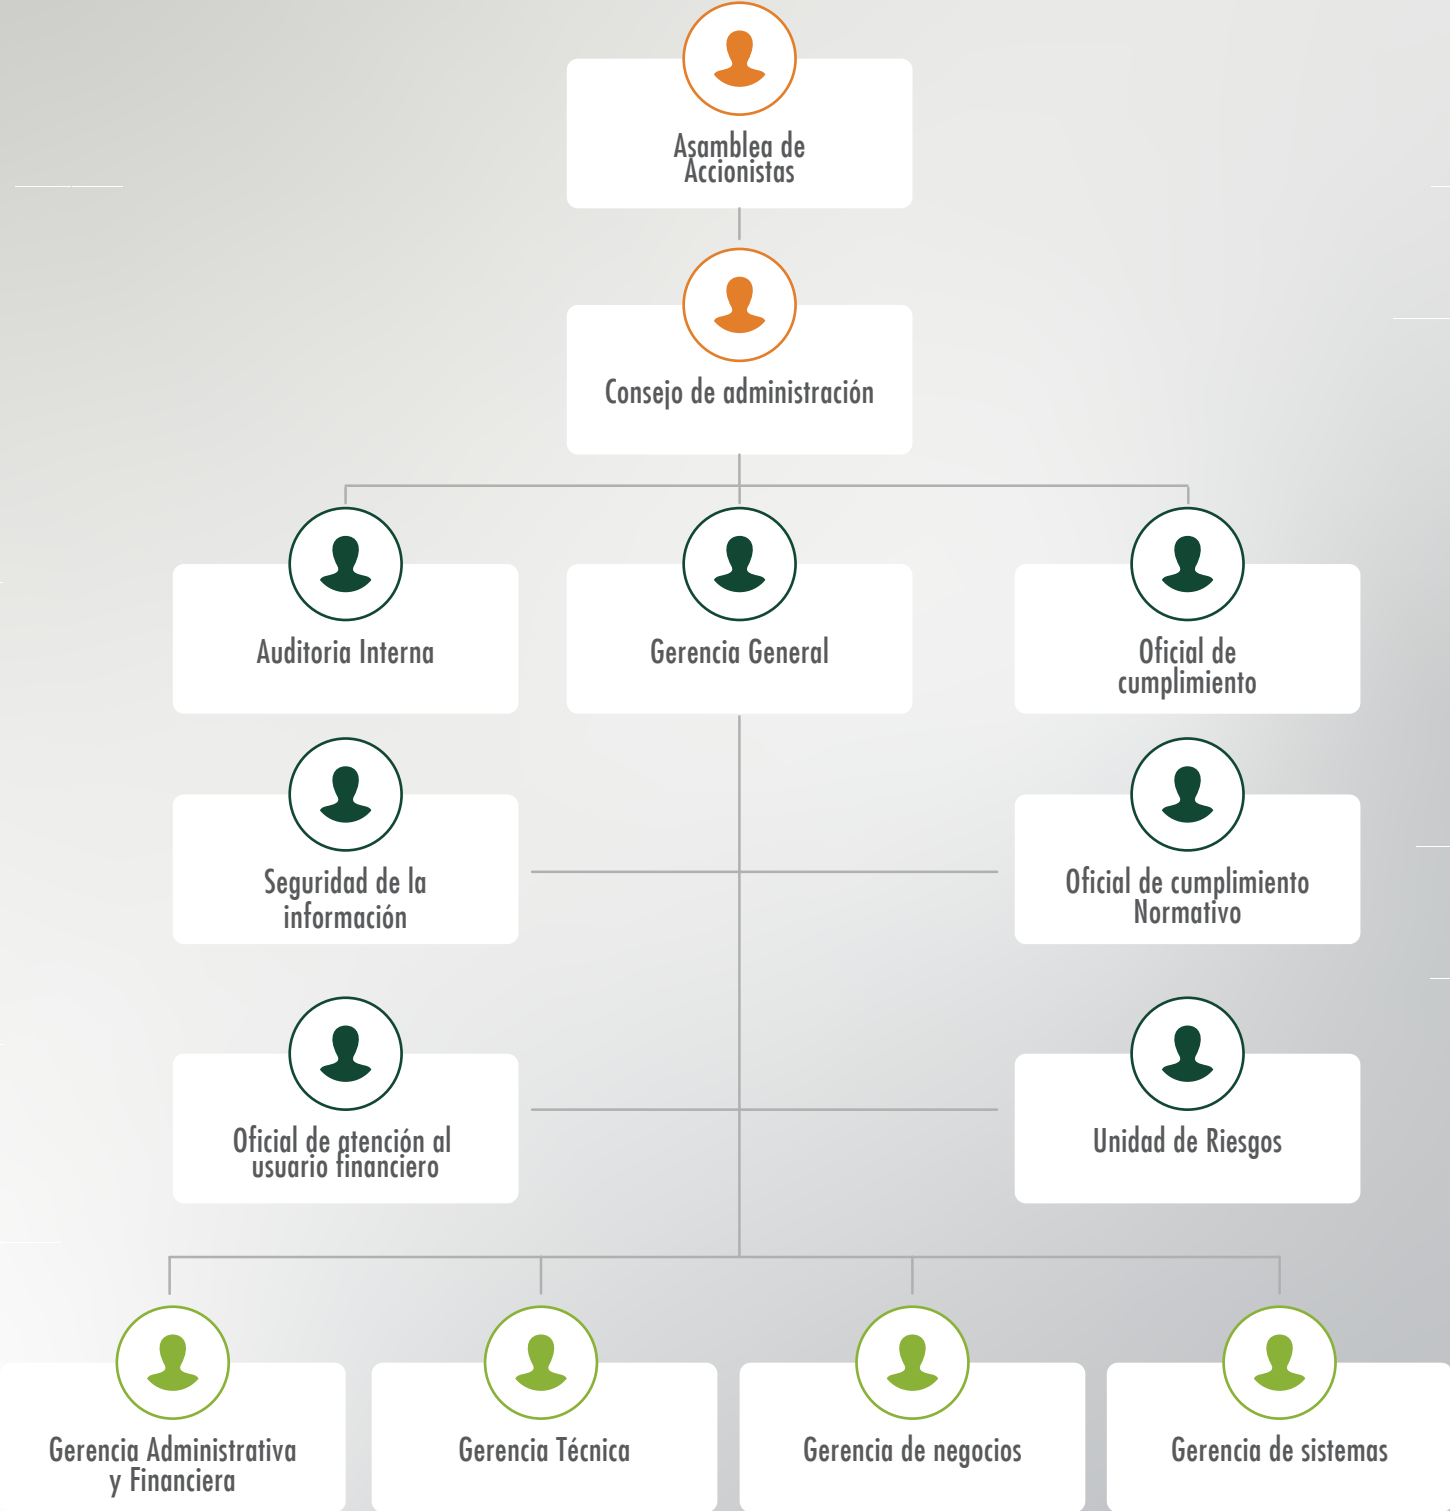 Asamblea de
Accionistas
Consejo de administración
Auditoria Interna
Gerencia General
Oficial de
cumplimiento
Seguridad de la
información
Oficial de cumplimiento
Normativo
Oficial de atención al
usuario financiero
Unidad de Riesgos
Gerencia Administrativa
y Financiera
Gerencia Técnica
Gerencia de negocios
Gerencia de sistemas